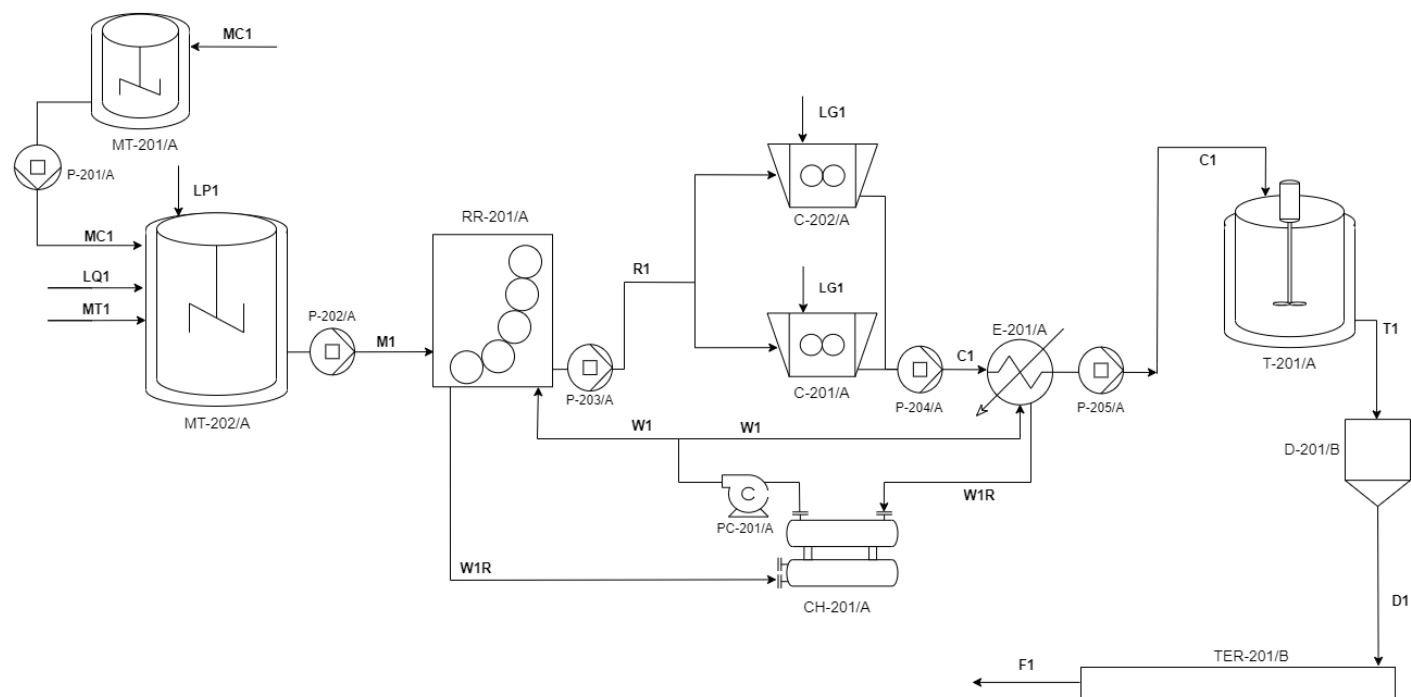 MC1
MT-201/A
P-201/A
LP1
MC1
LQ1
MT1
MT-202/A
P-202/A
M1
RR-201/A
P-203/A
R1
LG1
C-202/A
LG1
C-201/A
P-204/A
C1
E-201/A
P-205/A
C1
T-201/A
T1
D-201/B
W1
W1
C
PC-201/A
W1R
W1R
CH-201/A
D1
TER-201/B
F1